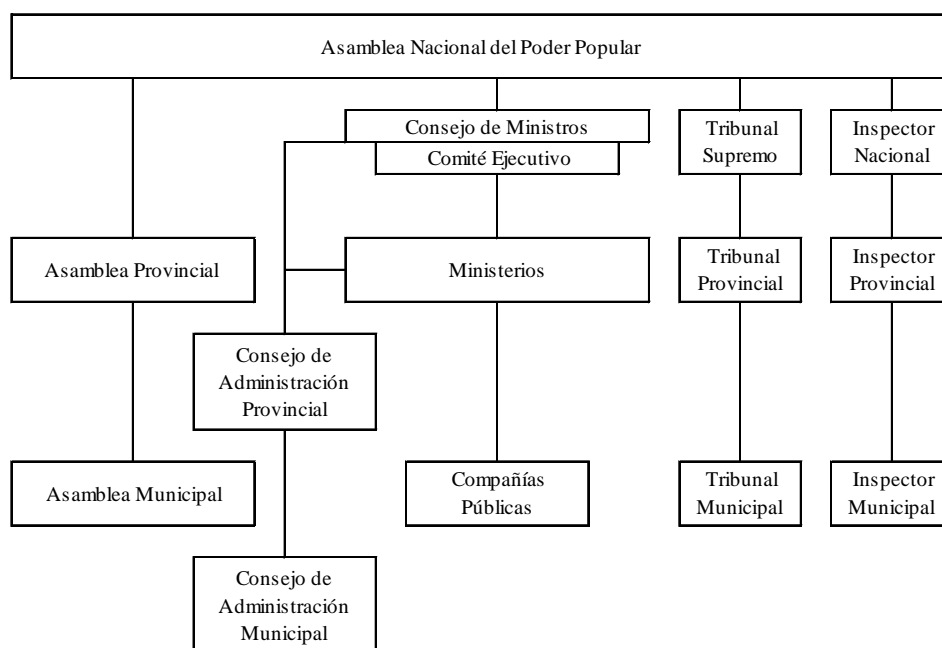 Asamblea Nacional del Poder Popular
Consejo de Ministros
Comité Ejecutivo
Tribunal
Supremo
Inspector
Nacional
Asamblea Provincial
Ministerios
Tribunal
Provincial
Inspector
Provincial
Consejo de
Administración
Provincial
Asamblea Municipal
Compañías
Públicas
Tribunal
Municipal
Inspector
Municipal
Consejo de
Administración
Municipal